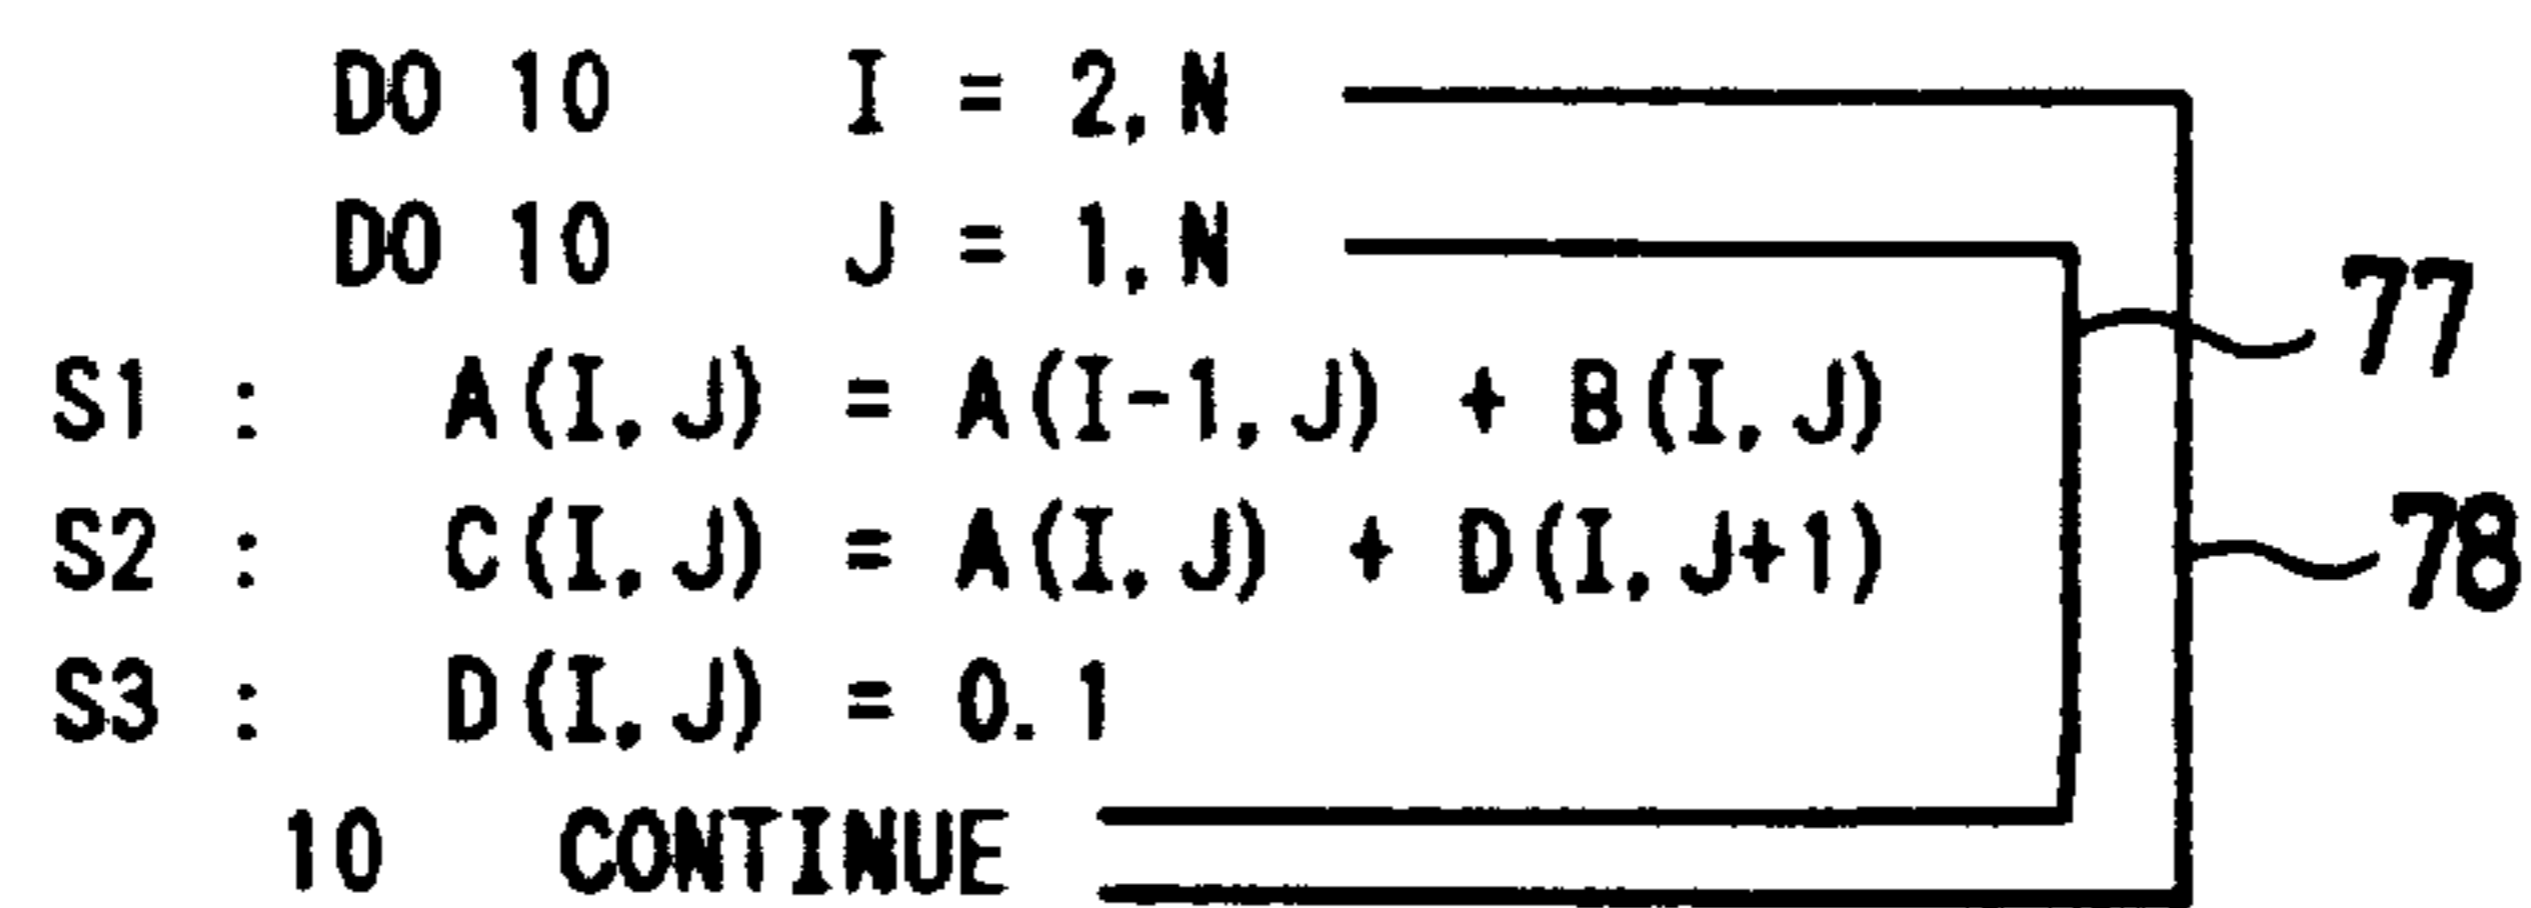 DO 10 I = 2, N
DO 10 J = 1, N
77
S1 : A(I, J) = A(I-1, J) + B(I, J)
S2 : C(I, J) = A(I, J) + D(I, J+1)
78
S3 : D(I, J) = 0.1
10 CONTINUE